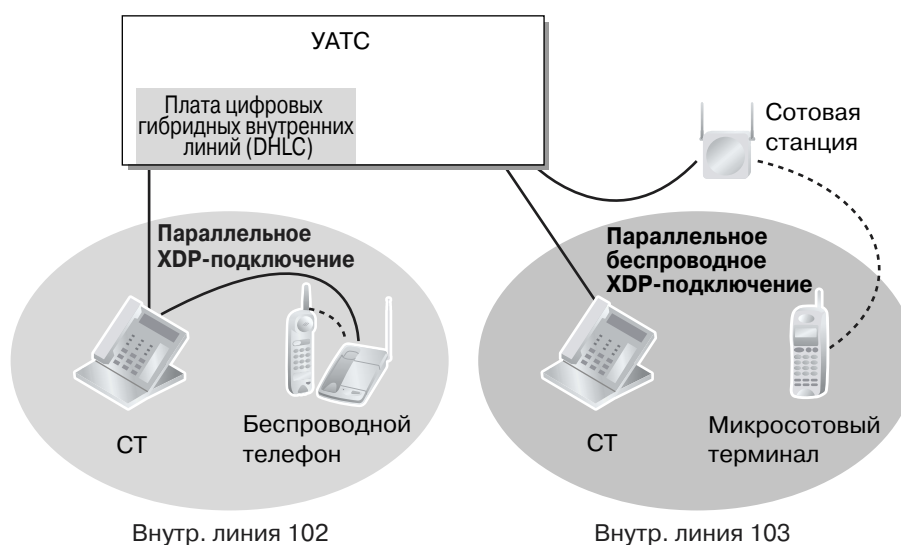 УАТС
Плата цифровых
гибридных внутренних
линий (DHLC)
Сотовая
станция
Параллельное
XDP-подключение
Параллельное
беспроводное
XDP-подключение
СТ
Беспроводной
телефон
СТ
Микросотовый
терминал
Внутр. линия 102
Внутр. линия 103